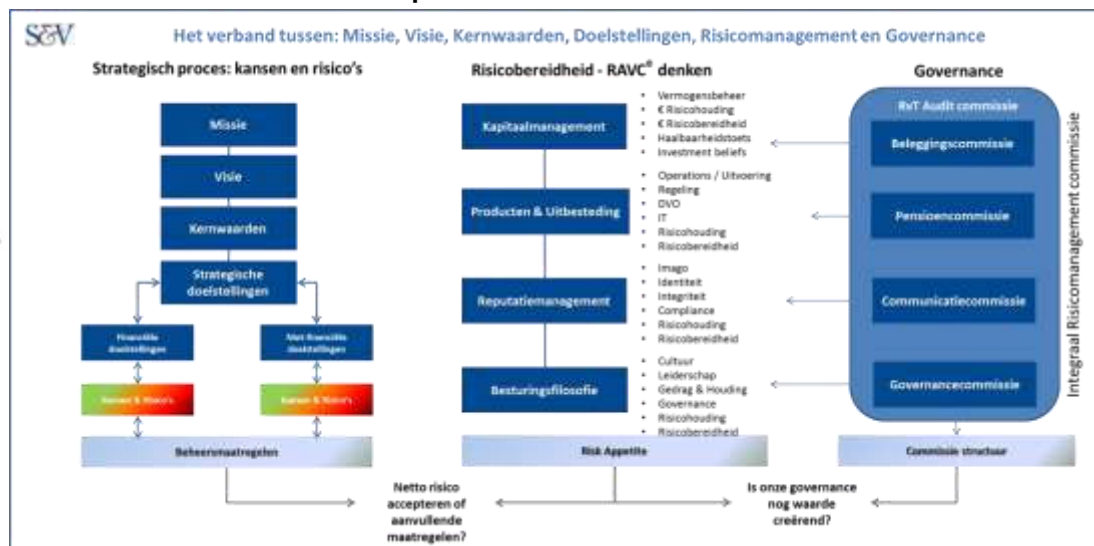 S&V
Het verband tussen: Missie, Visie, Kernwaarden, Doelstellingen, Risicomanagement en Governance
Strategisch proces: kansen en risico's
Missie
Visie
Kernwaarden
Strategische
doelstellingen
Financiële
doelstellingen
Niet financiële
doelstellingen
Kansen & Risico's
Kansen & Risico's
Beheersmaatregelen
Risicobereidheid - RAVC® denken
Kapitaalmanagement
• Vermogensbeheer
• € Risicohouding
• € Risicobereidheid
• Haalbaarheidstoets
• Investment beliefs
Producten & Uitbesteding
• Operations / Uitvoering
• Regeling
• DVO
• IT
• Risicohouding
• Risicobereidheid
Reputatiemanagement
• Imago
• Identiteit
• Integriteit
• Compliance
• Risicohouding
• Risicobereidheid
Besturingsfilosofie
• Cultuur
• Leiderschap
• Gedrag & Houding
• Governance
• Risicohouding
• Risicobereidheid
Risk Appetite
Governance
RvT Audit commissie
Beleggingscommissie
Pensioencommissie
Communicatiecommissie
Governancecommissie
Commissie structuur
Integraal Risicomanagement commissie
Netto risico
accepteren of
aanvullende
maatregelen?
Is onze governance
nog waarde
creërend?